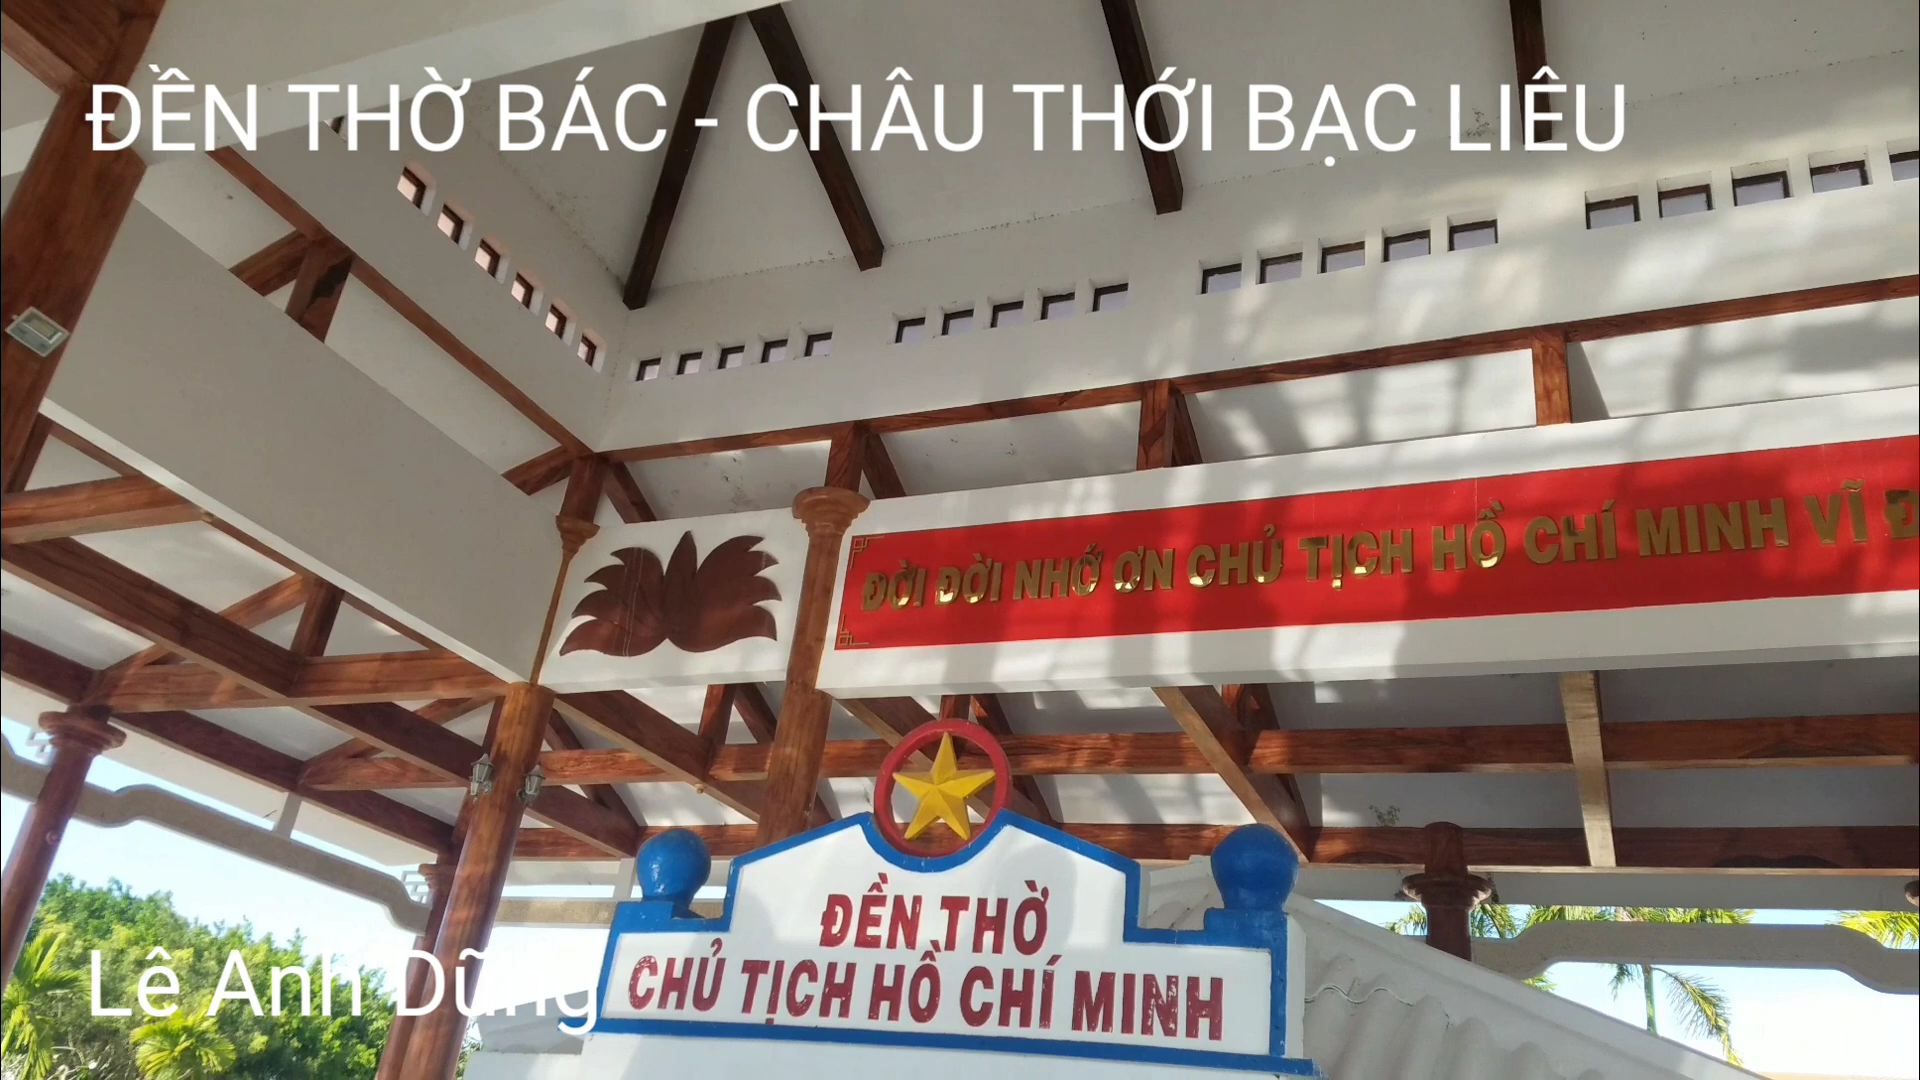 ĐỀN THỜ BÁC - CHÂU THỚI BẠC LIÊU
ĐỜI ĐỜI NHỚ ƠN CHỦ TỊCH HỒ CHÍ MINH VĨ
ĐỀN THỜ
CHỦ TỊCH HỒ CHÍ MINH
Lê Anh Dũng